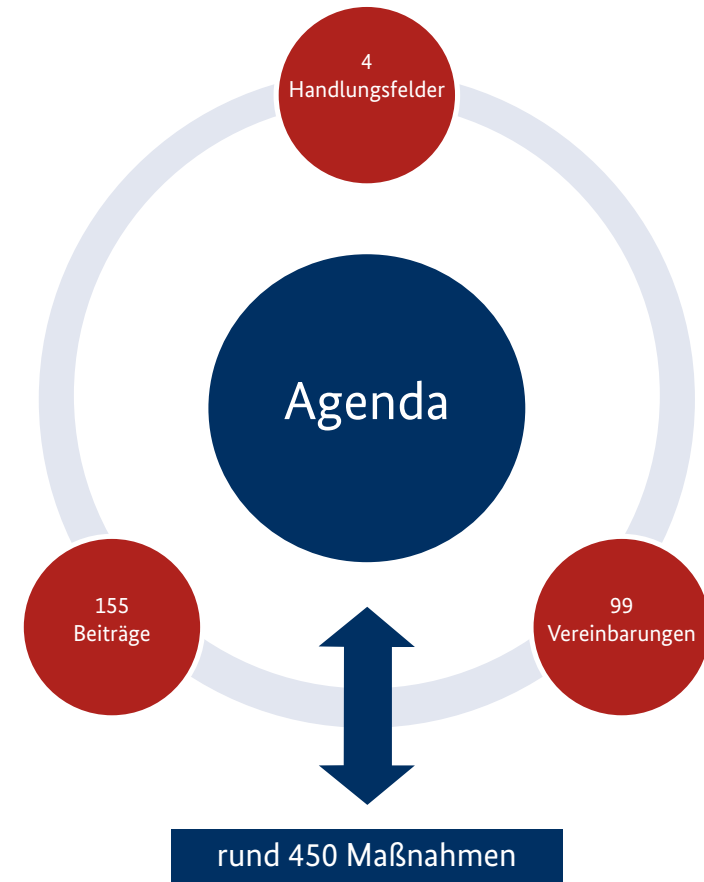 4
Handlungsfelder
Agenda
155
Beiträge
99
Vereinbarungen
rund 450 Maßnahmen